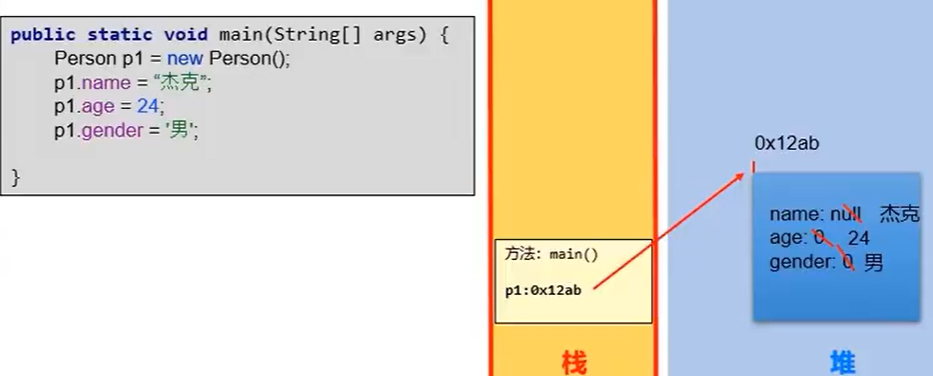 public static void main(String[] args) {
Person p1 = new Person();
p1.name = “杰克”;
p1.age = 24;
p1.gender = '男';
}
方法: main()
p1:0x12ab
栈
0x12ab
name: null 杰克
age: 0 24
gender: 0 男
堆